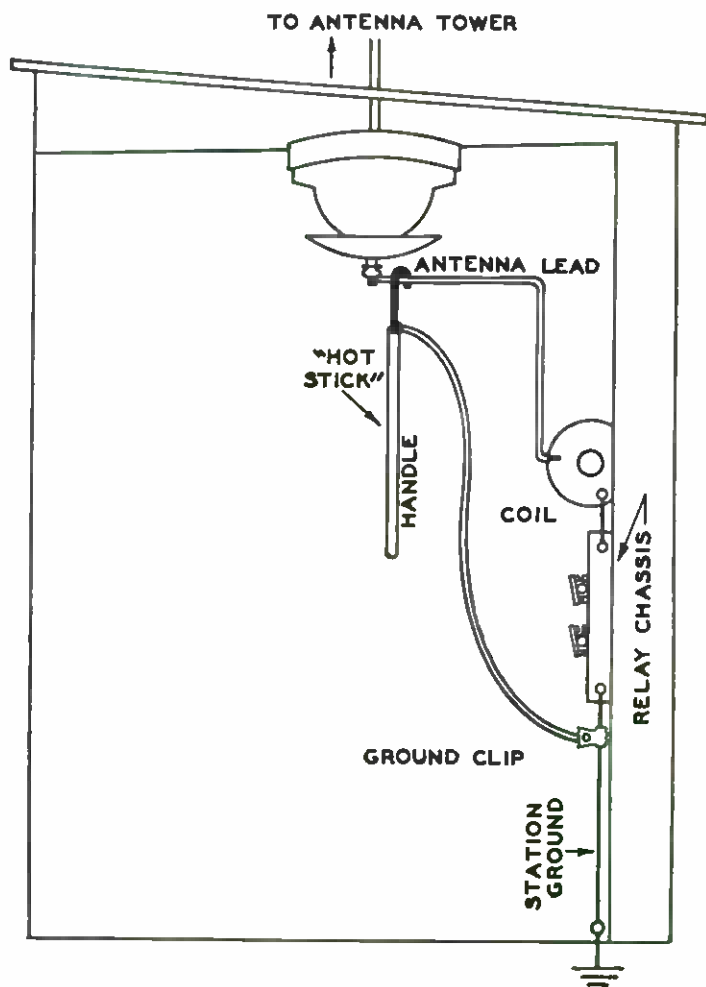 TO ANTENNA TOWER
ANTENNA LEAD
"HOT
STICK"
HANDLE
COIL
RELAY CHASSIS
GROUND CLIP
STATION
GROUND